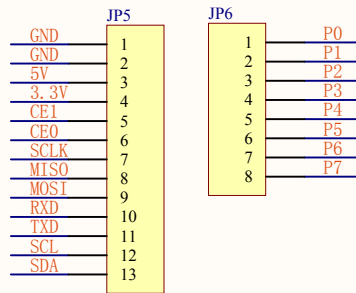 JP5
GND 1
GND 2
5V 3
3.3V 4
CE1 5
CE0 6
SCLK 7
MISO 8
MOSI 9
RXD 10
TXD 11
SCL 12
SDA 13
JP6
1 P0
2 P1
3 P2
4 P3
5 P4
6 P5
7 P6
8 P7